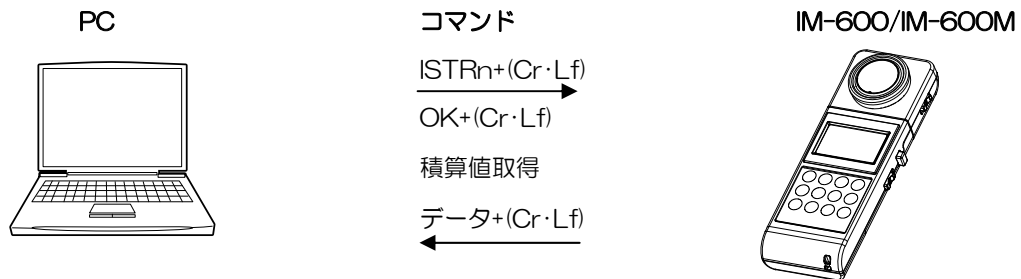 PC
コマンド
IM-600/IM-600M
ISTRn+(Cr･Lf)
OK+(Cr･Lf)
積算値取得
データ+(Cr･Lf)